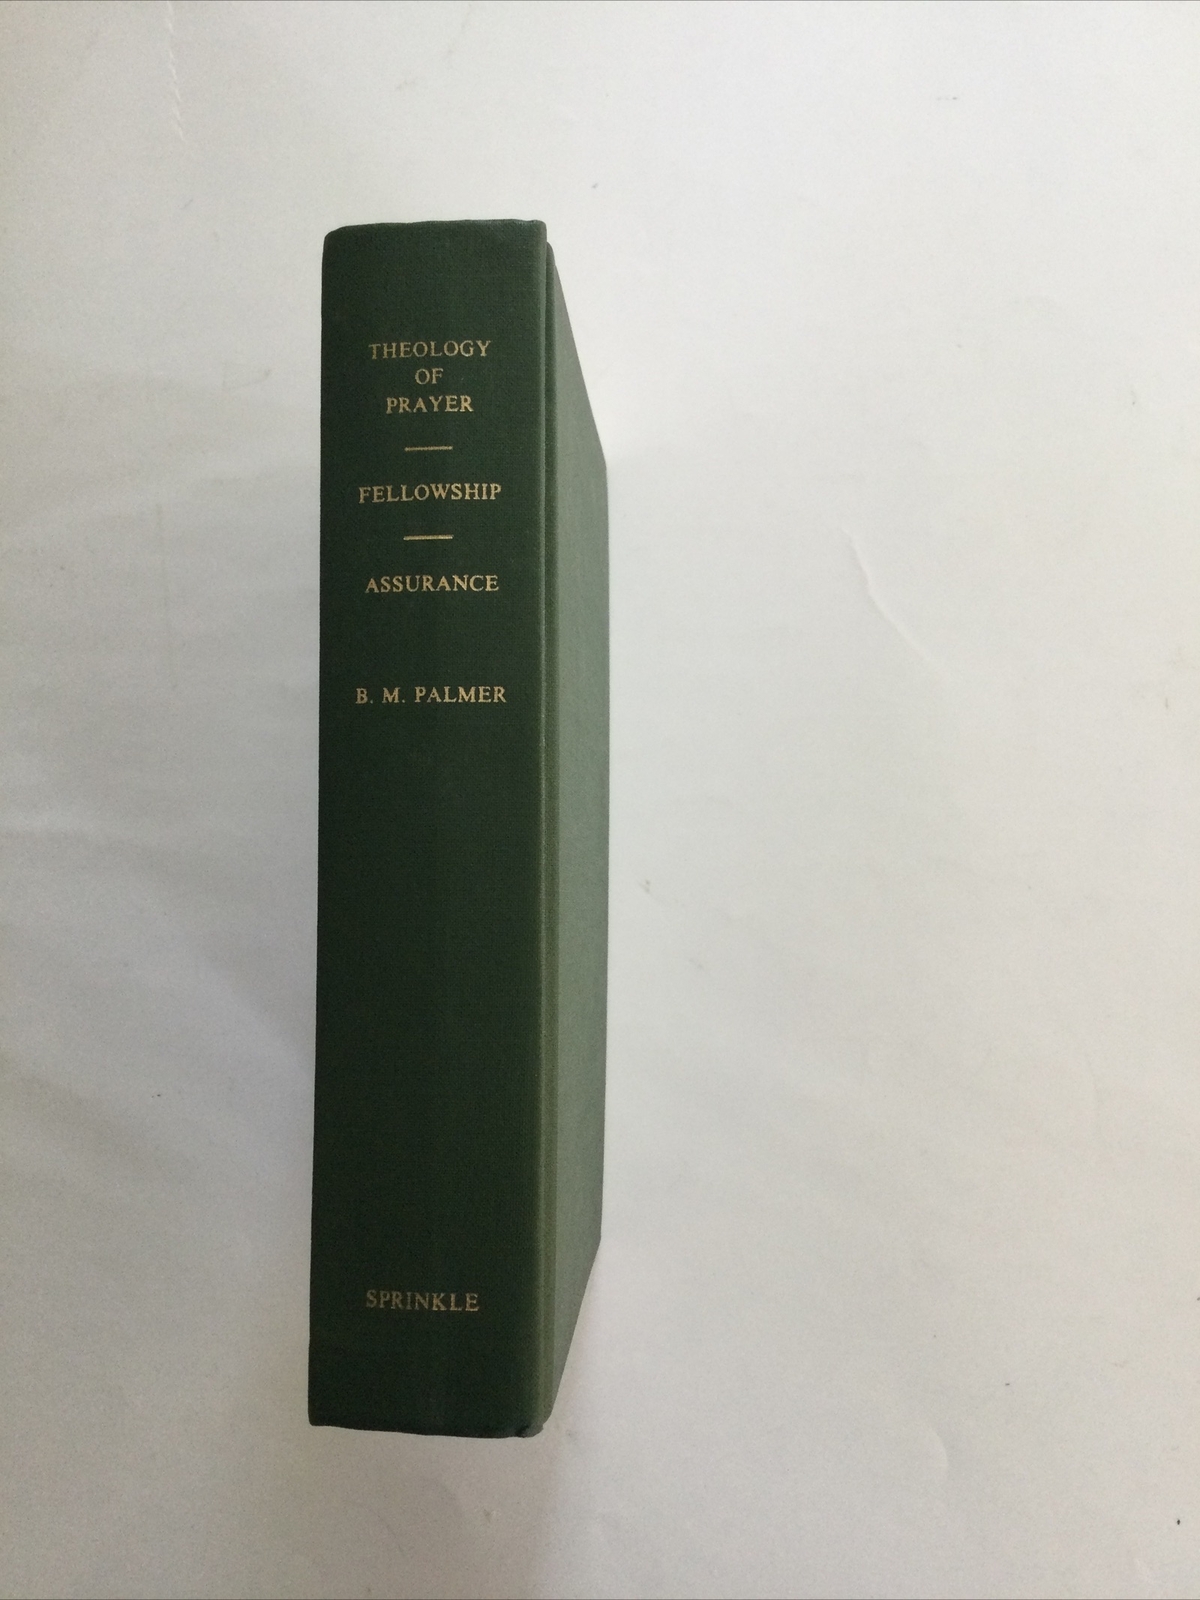 THEOLOGY
OF
PRAYER
FELLOWSHIP
ASSURANCE
B. M. PALMER
SPRINKLE